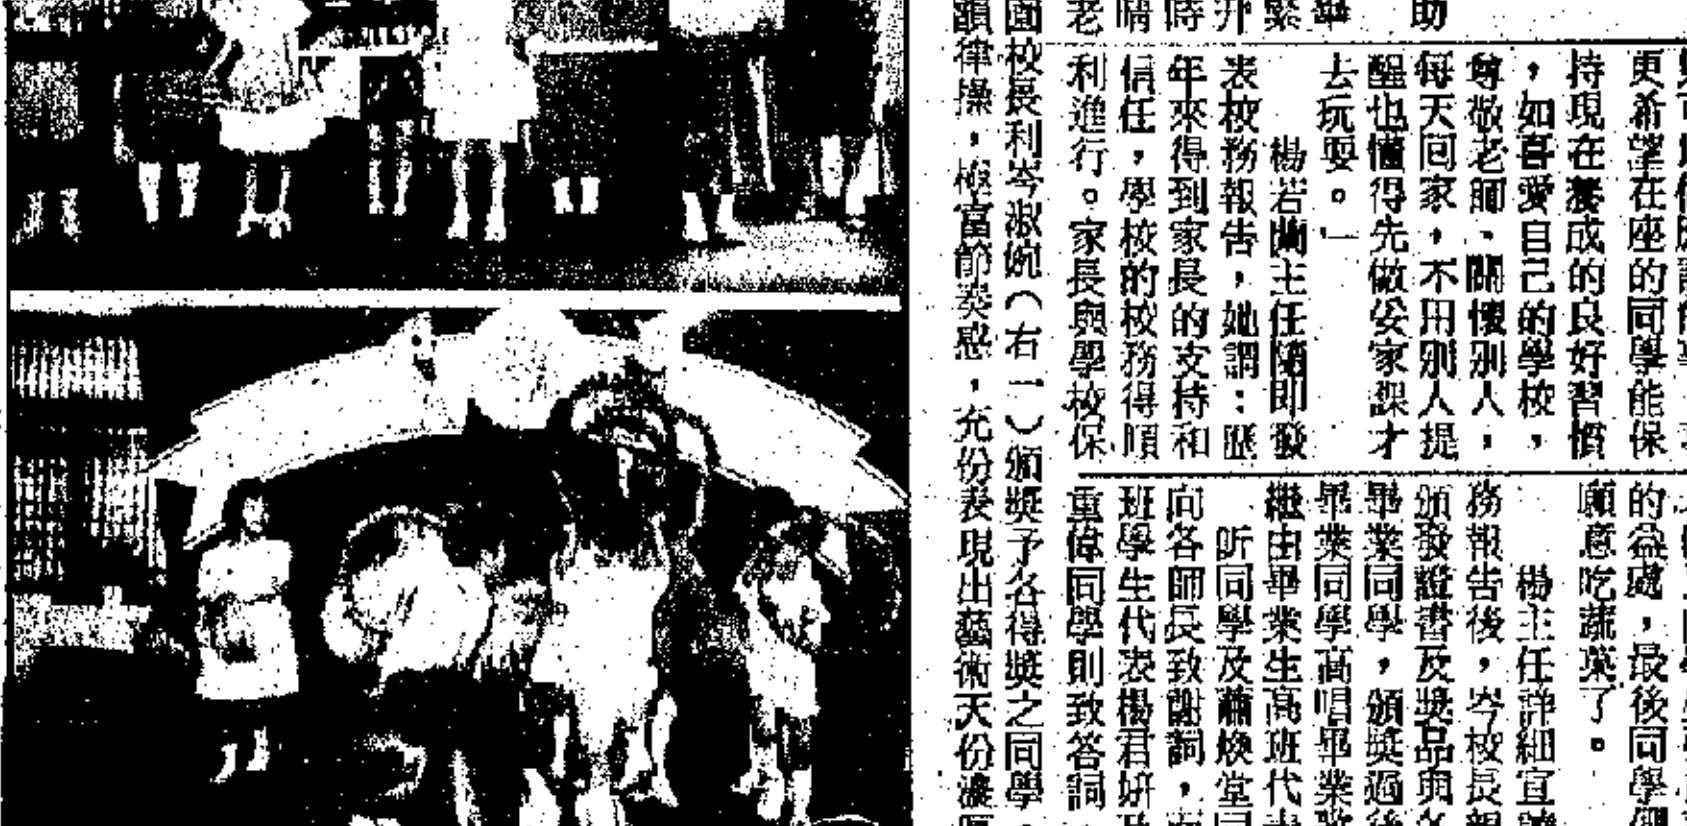 更希望在座的同學能保
持現在養成的良好習慣
，如喜愛自己的學校，
尊敬老師、關懷別人，
每天回家，不用別人提
醒也懂得先做妥家課才
去玩耍。」
楊若蘭主任隨即發
表校務報告，她謂：歷
年來得到家長的支持和
信任，學校的校務得順
利進行。家長與學校保
的益處，最後同學們
願意吃蔬菜了。
楊主任詳細宣讀
務報告後，岑校長親
頒發證書及獎品與各
畢業同學，頒獎過後
畢業同學高唱畢業歌
繼由畢業生高班代表
昕同學及蕭煥堂同
向各師長致謝詞，
班學生代表楊君妍及
重偉同學則致答詞
圖校長利岑淑婉（右一）頒獎予各得獎之同學，
韻律操，極富節奏感，充份表現出藝術天份濃厚